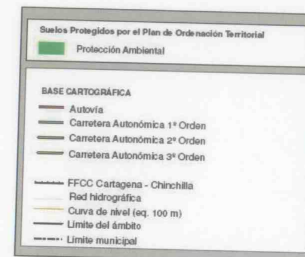 Suelos Protegidos por el Plan de Ordenación Territorial
Protección Ambiental
BASE CARTOGRÁFICA
Autovía
Carretera Autonómica 1º Orden
Carretera Autonómica 2º Orden
Carretera Autonómica 3º Orden
FFCC Cartagena - Chinchilla
Red hidrográfica
Curva de nivel (eq. 100 m)
Límite del ámbito
Límite municipal